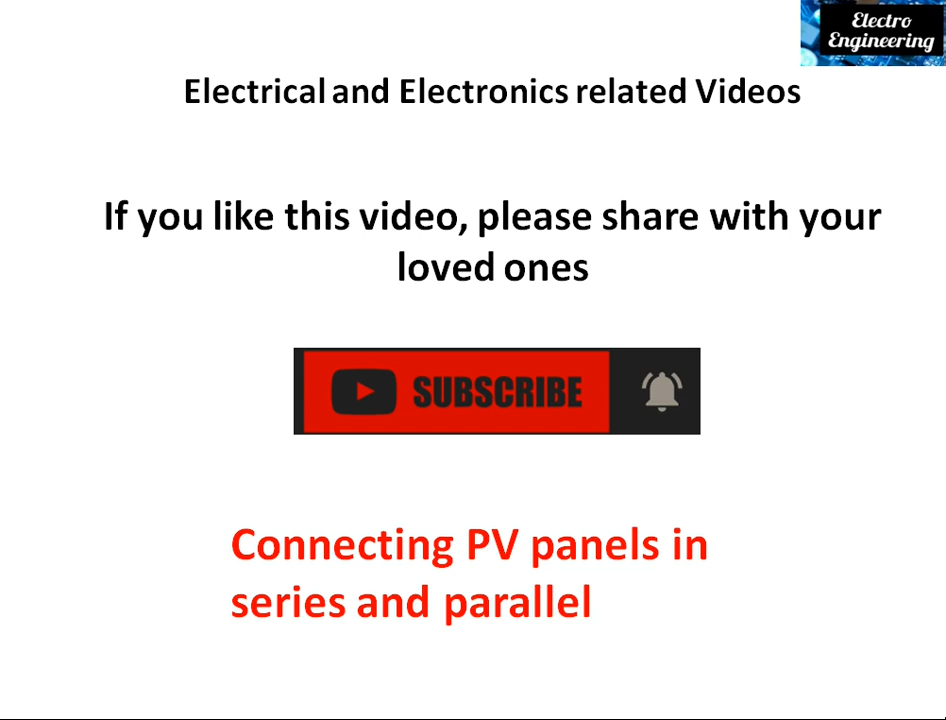 Electro
Engineering
Electrical and Electronics related Videos
If you like this video, please share with your
loved ones
SUBSCRIBE
Connecting PV panels in
series and parallel